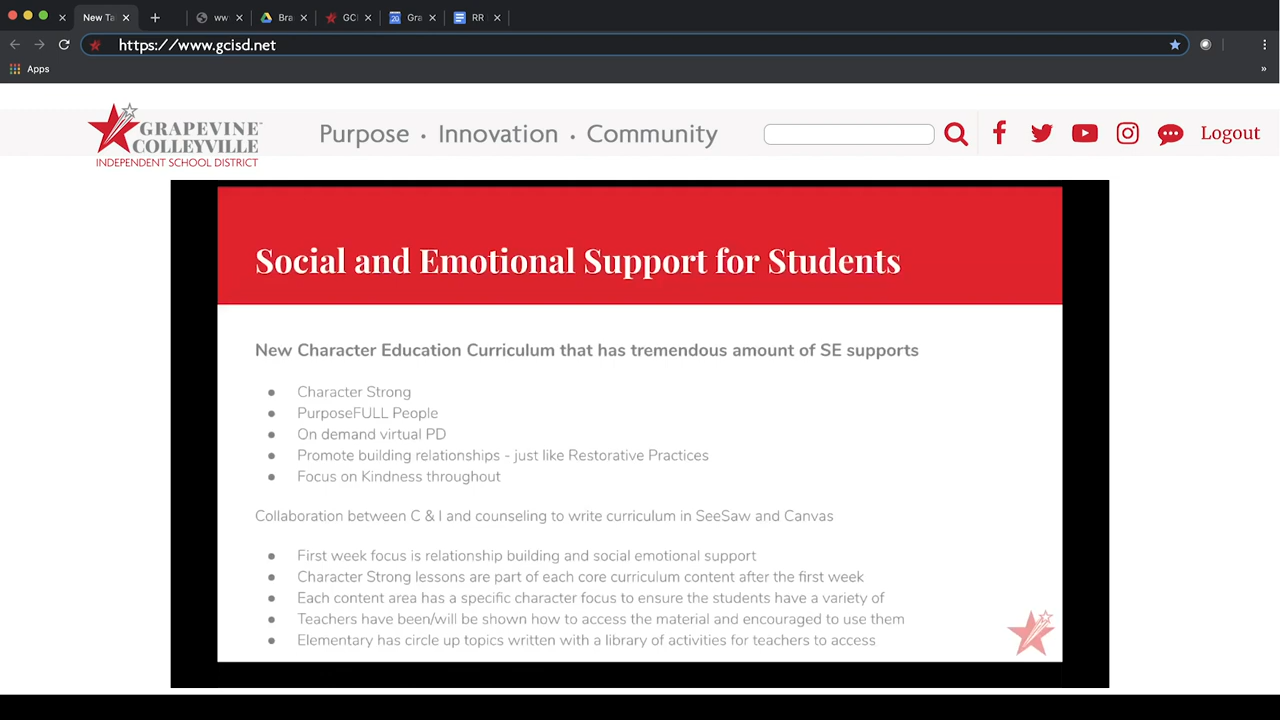 New Ta
ww
Bra
GCI
Gra
RR
https://www.gcisd.net
Apps
GRAPEVINE
COLLEYVILLE
INDEPENDENT SCHOOL DISTRICT
Purpose · Innovation · Community
Logout
Social and Emotional Support for Students
New Character Education Curriculum that has tremendous amount of SE supports
● Character Strong
● PurposeFULL People
● On demand virtual PD
● Promote building relationships - just like Restorative Practices
● Focus on Kindness throughout
Collaboration between C & I and counseling to write curriculum in SeeSaw and Canvas
● First week focus is relationship building and social emotional support
● Character Strong lessons are part of each core curriculum content after the first week
● Each content area has a specific character focus to ensure the students have a variety of
● Teachers have been/will be shown how to access the material and encouraged to use them
● Elementary has circle up topics written with a library of activities for teachers to access